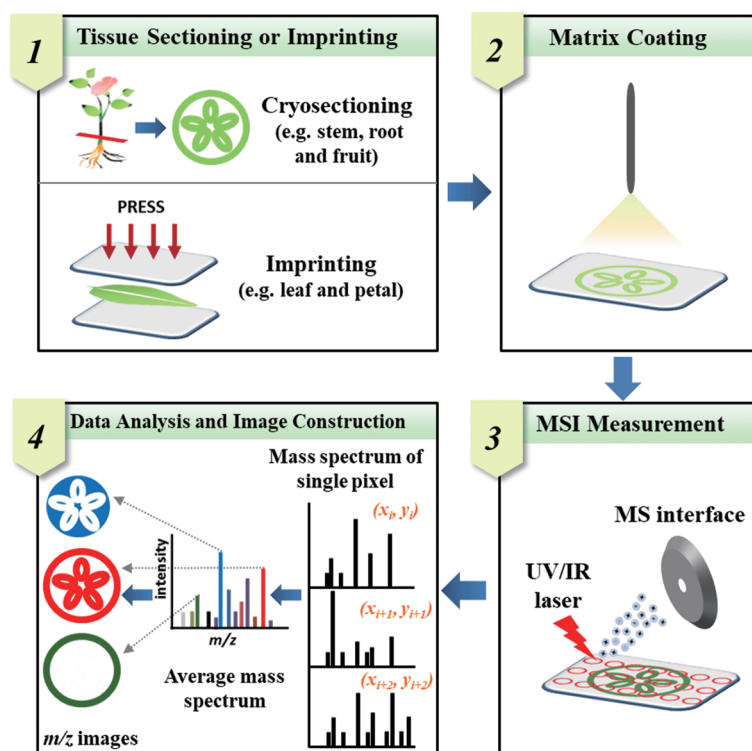 1
Tissue Sectioning or Imprinting
Cryosectioning
(e.g. stem, root
and fruit)
PRESS
Imprinting
(e.g. leaf and petal)
2
Matrix Coating
3
MSI Measurement
MS interface
UV/IR
laser
4
Data Analysis and Image Construction
Mass spectrum of
single pixel
(xᵢ, yᵢ)
(xᵢ₊₁, yᵢ₊₁)
(xᵢ₊₂, yᵢ₊₂)
intensity
m/z
Average mass
spectrum
m/z images